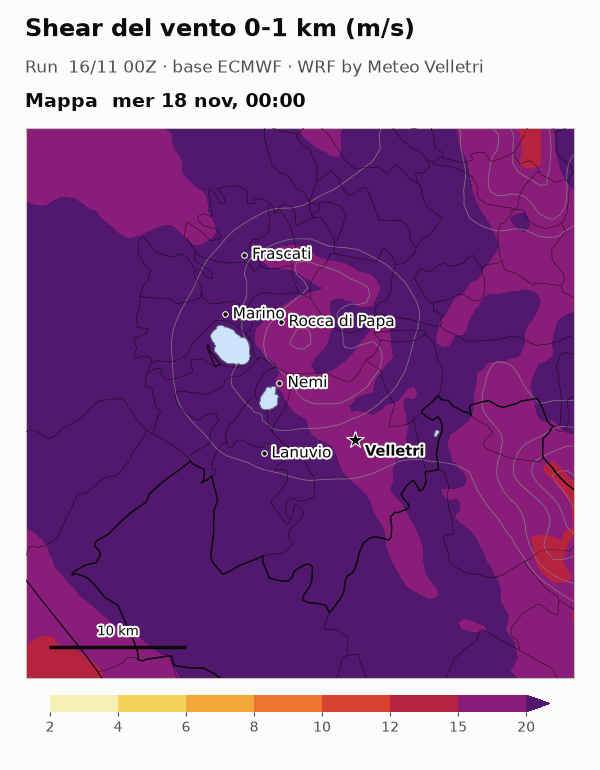 Shear del vento 0-1 km (m/s)
Run  16/11 00Z · base ECMWF · WRF by Meteo Velletri
Mappa  mer 18 nov, 00:00
Frascati
Marino
Rocca di Papa
Nemi
Velletri
Lanuvio
10 km
2 4 6 8 10 12 15 20